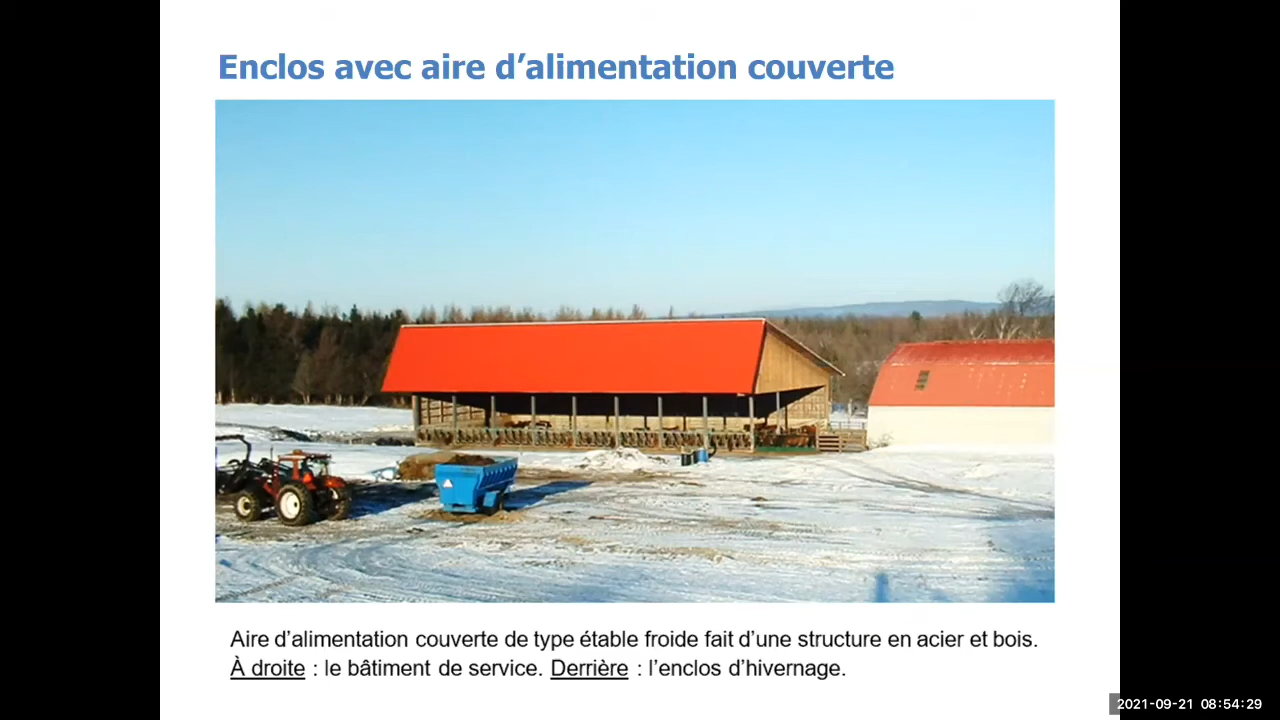 Enclos avec aire d’alimentation couverte
Aire d’alimentation couverte de type étable froide fait d’une structure en acier et bois.
À droite : le bâtiment de service. Derrière : l’enclos d’hivernage.
2021-09-21 08:54:29